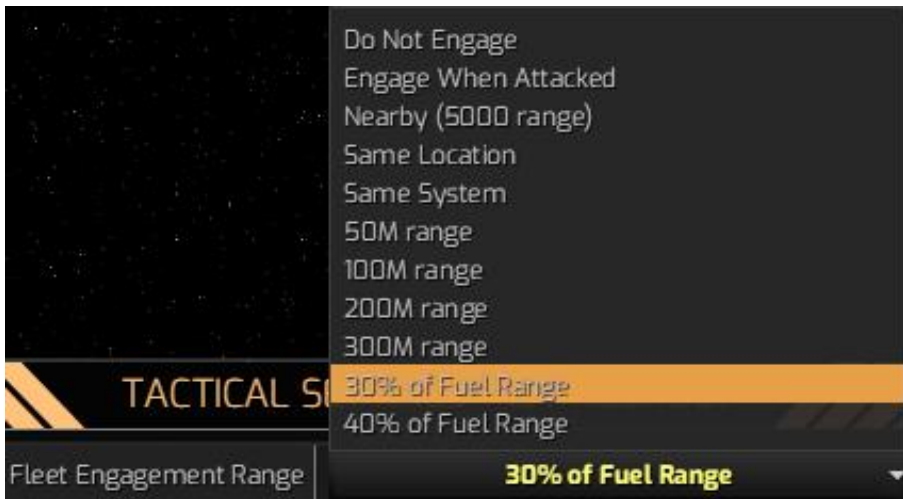 Do Not Engage
Engage When Attacked
Nearby (5000 range)
Same Location
Same System
50M range
100M range
200M range
300M range
30% of Fuel Range
40% of Fuel Range
TACTICAL
Fleet Engagement Range
30% of Fuel Range